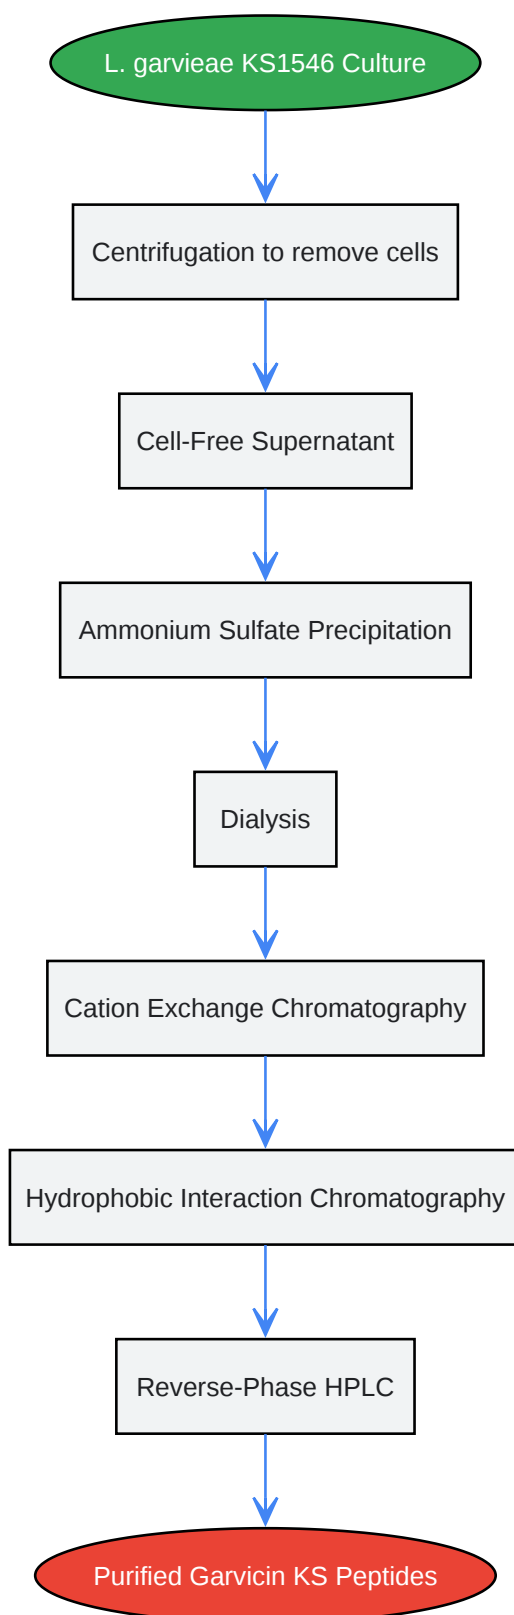 L. garvieae KS1546 Culture
Centrifugation to remove cells
Cell-Free Supernatant
Ammonium Sulfate Precipitation
Dialysis
Cation Exchange Chromatography
Hydrophobic Interaction Chromatography
Reverse-Phase HPLC
Purified Garvicin KS Peptides